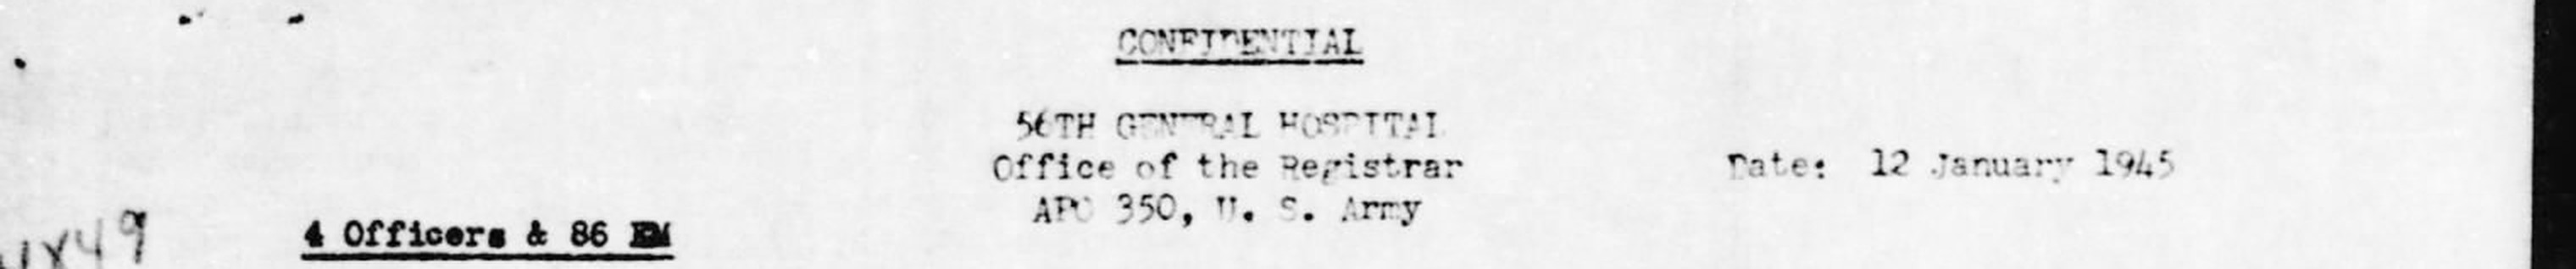 CONFIDENTIAL
56TH GENERAL HOSPITAL
Office of the Registrar
Date: 12 January 1945
APO 350, U. S. Army
4 Officers & 86 EM